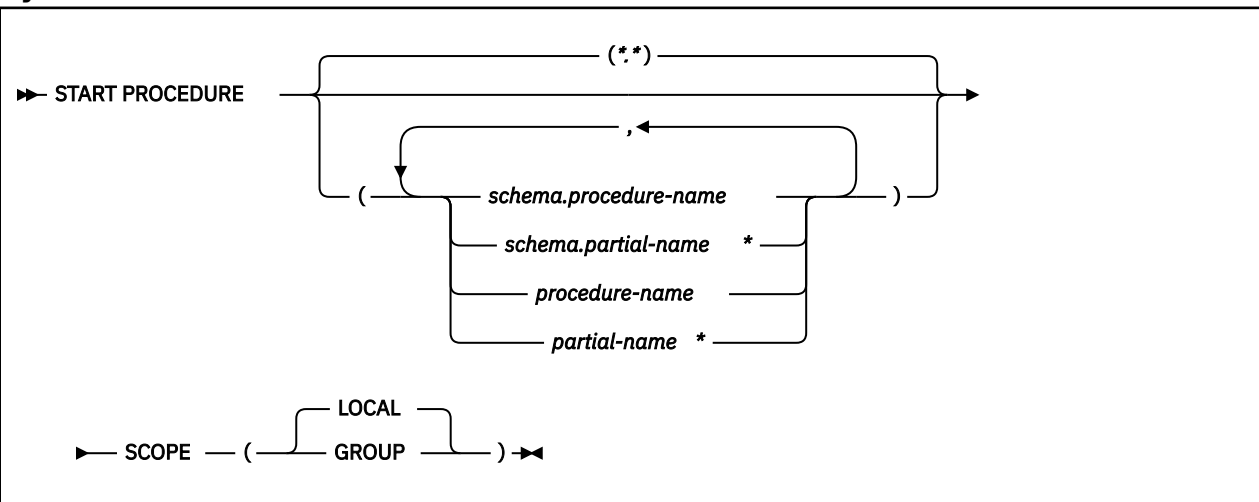 (*.*)
START PROCEDURE
,
( schema.procedure-name )
schema.partial-name *
procedure-name
partial-name *
LOCAL
SCOPE ( GROUP )